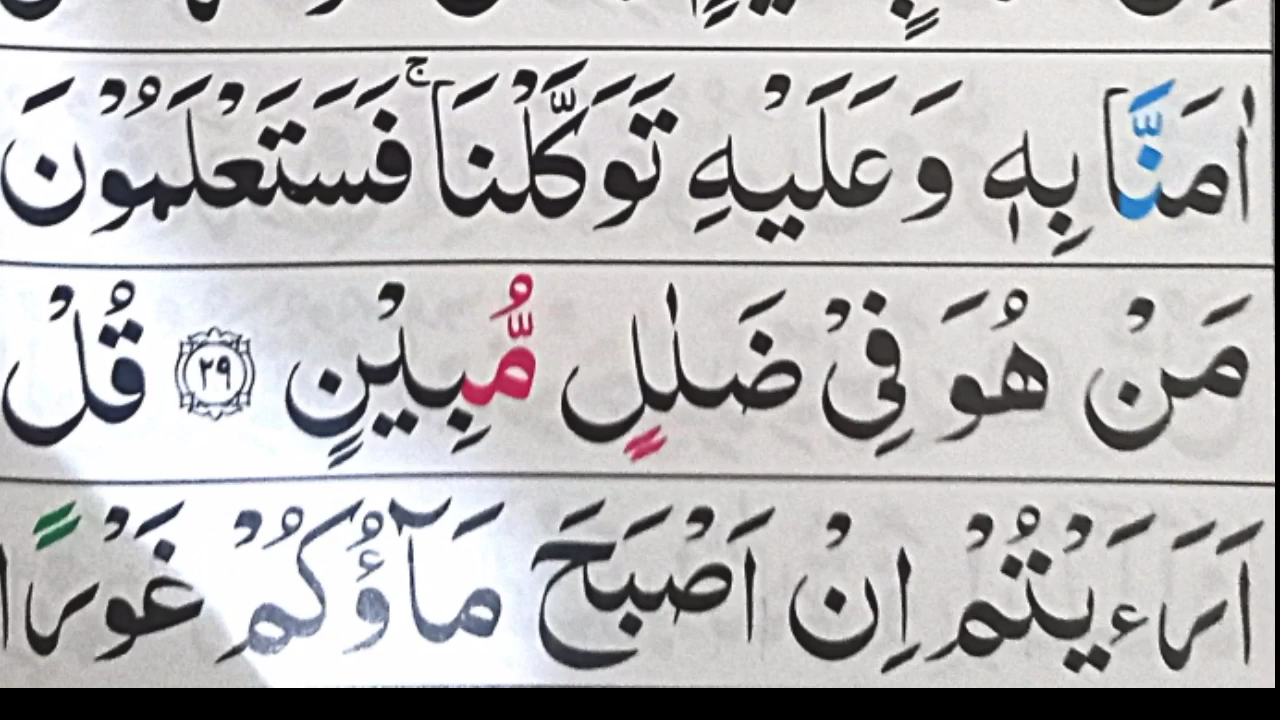 اٰمَنَّا بِهٖ وَعَلَيْهِ تَوَكَّلْنَا ۚ فَسَتَعْلَمُوْنَ
مَنْ هُوَ فِيْ ضَلٰلٍ مُّبِيْنٍ ۝٢٩ قُلْ
اَرَءَيْتُمْ اِنْ اَصْبَحَ مَآؤُكُمْ غَوْرًا